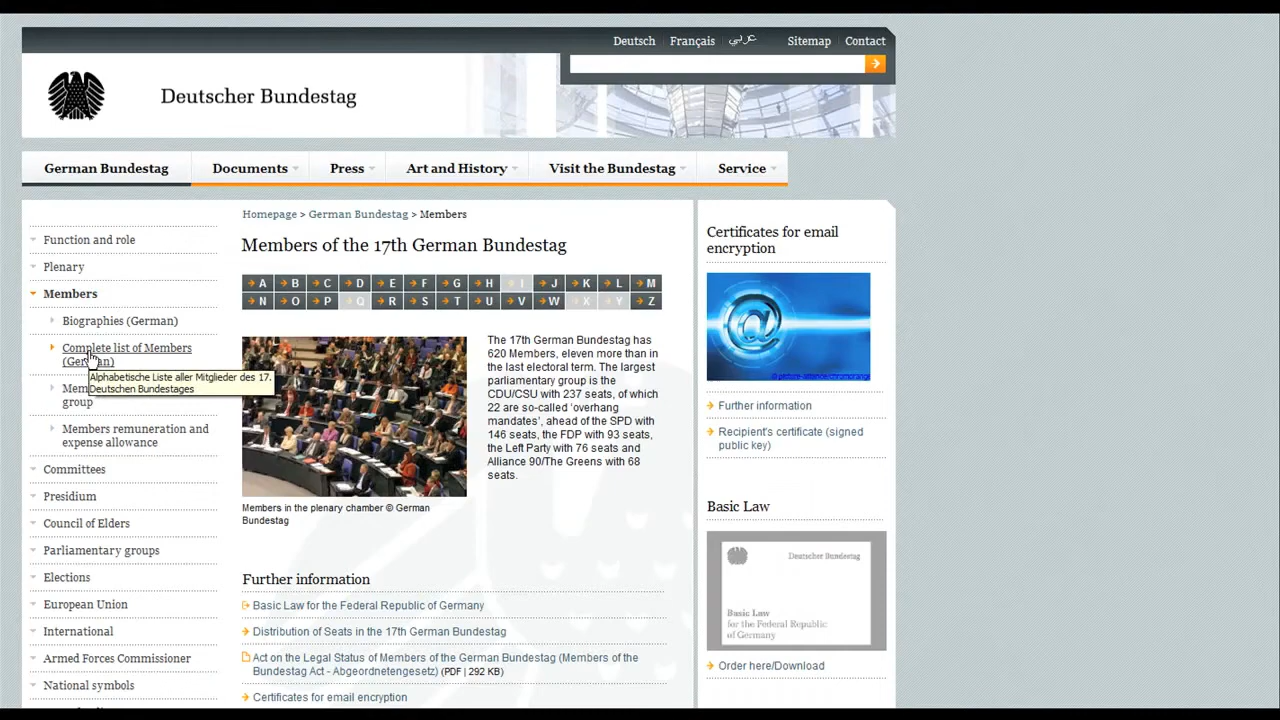 Deutsch Français عربي Sitemap Contact
Deutscher Bundestag
German Bundestag Documents Press Art and History Visit the Bundestag Service
Homepage > German Bundestag > Members
Function and role
Plenary
Members
Biographies (German)
Complete list of Members
(German)
Alphabetische Liste aller Mitglieder des 17.
Deutschen Bundestages
group
Members remuneration and
expense allowance
Committees
Presidium
Council of Elders
Parliamentary groups
Elections
European Union
International
Armed Forces Commissioner
National symbols
Members of the 17th German Bundestag
A B C D E F G H I J K L M
N O P Q R S T U V W X Y Z
The 17th German Bundestag has
620 Members, eleven more than in
the last electoral term. The largest
parliamentary group is the
CDU/CSU with 237 seats, of which
22 are so-called ‘overhang
mandates’, ahead of the SPD with
146 seats, the FDP with 93 seats,
the Left Party with 76 seats and
Alliance 90/The Greens with 68
seats.
Members in the plenary chamber © German
Bundestag
Further information
Basic Law for the Federal Republic of Germany
Distribution of Seats in the 17th German Bundestag
Act on the Legal Status of Members of the German Bundestag (Members of the
Bundestag Act - Abgeordnetengesetz) (PDF | 292 KB)
Certificates for email encryption
Certificates for email
encryption
Further information
Recipient's certificate (signed
public key)
Basic Law
Deutscher Bundestag
Basic Law
for the Federal Republic
of Germany
Order here/Download